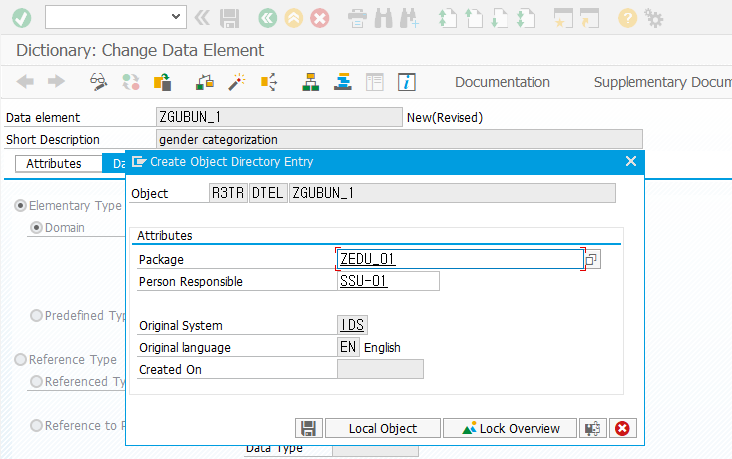 Dictionary: Change Data Element
Documentation Supplementary Docum
Data element ZGUBUN_1 New(Revised)
Short Description gender categorization
Attributes Da
Create Object Directory Entry
Elementary Type
Domain
Predefined Typ
Reference Type
Referenced Ty
Reference to P
Data Type
Object R3TR DTEL ZGUBUN_1
Attributes
Package ZEDU_01
Person Responsible SSU-01
Original System IDS
Original language EN English
Created On
Local Object Lock Overview